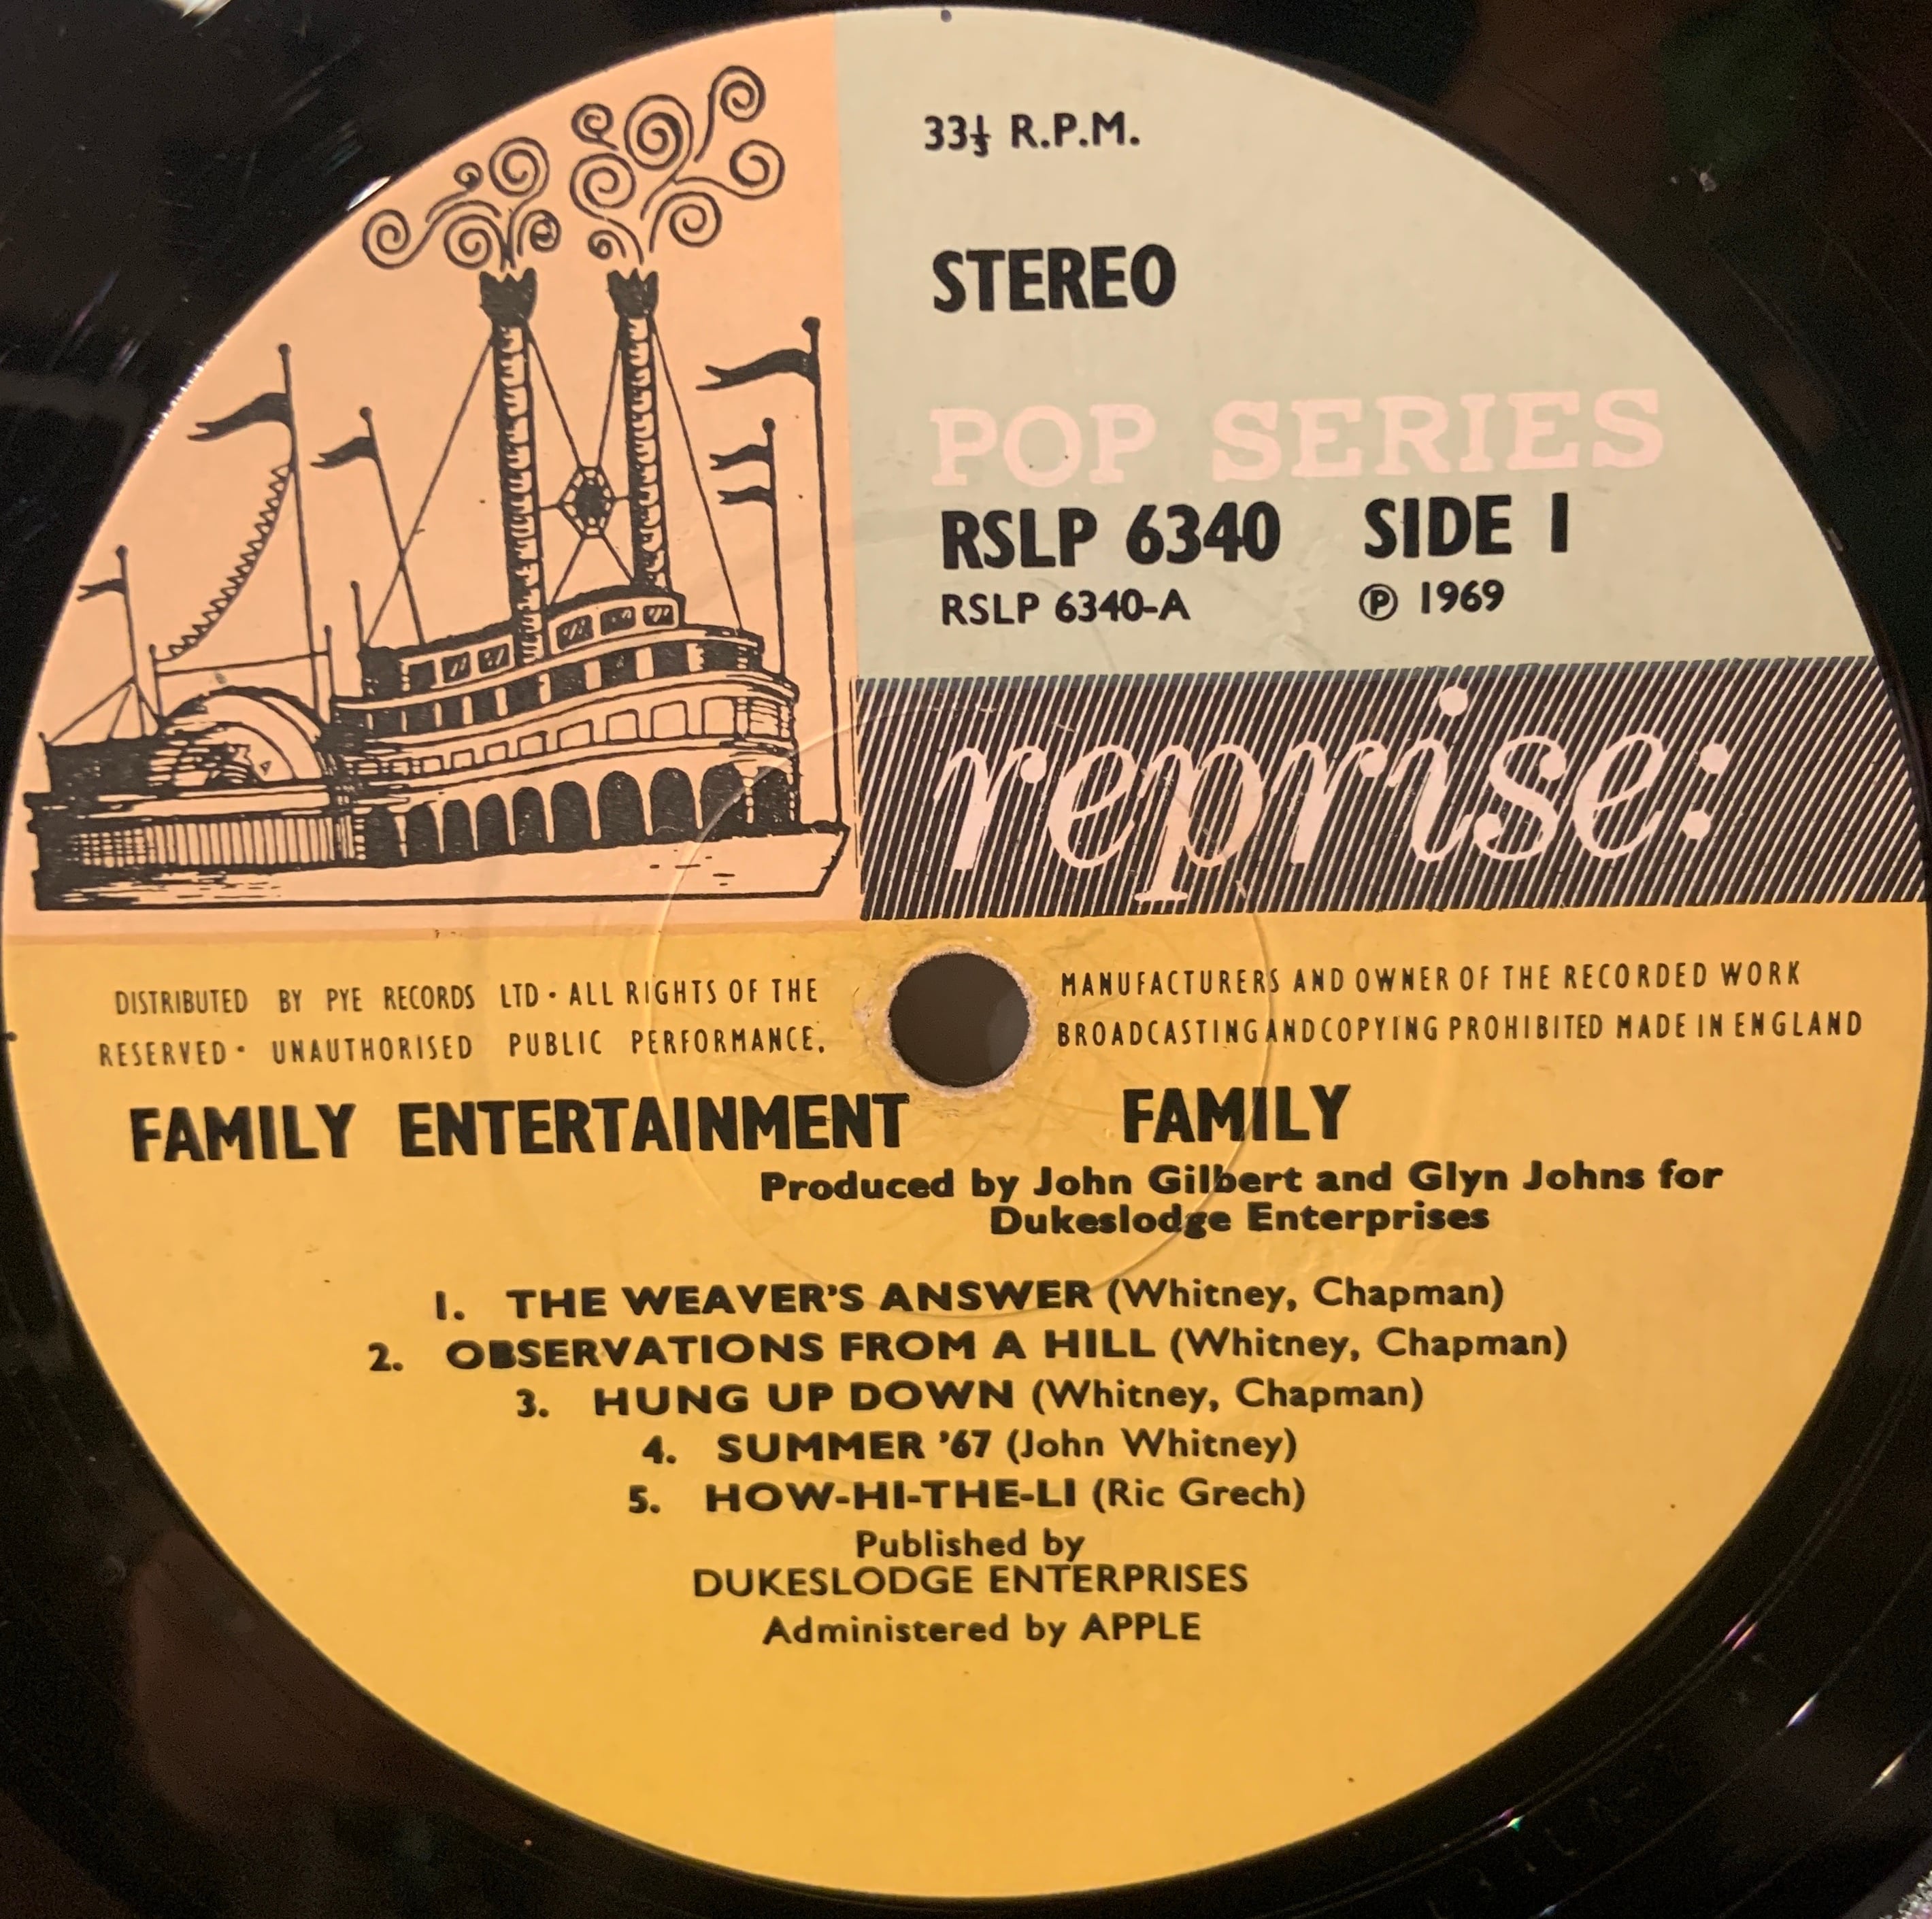 33⅓ R.P.M.
STEREO
POP SERIES
RSLP 6340 SIDE 1
RSLP 6340-A ℗ 1969
reprise:
DISTRIBUTED BY PYE RECORDS LTD · ALL RIGHTS OF THE MANUFACTURERS AND OWNER OF THE RECORDED WORK
RESERVED · UNAUTHORISED PUBLIC PERFORMANCE. BROADCASTING AND COPYING PROHIBITED MADE IN ENGLAND
FAMILY ENTERTAINMENT FAMILY
Produced by John Gilbert and Glyn Johns for
Dukeslodge Enterprises
1. THE WEAVER'S ANSWER (Whitney, Chapman)
2. OBSERVATIONS FROM A HILL (Whitney, Chapman)
3. HUNG UP DOWN (Whitney, Chapman)
4. SUMMER '67 (John Whitney)
5. HOW-HI-THE-LI (Ric Grech)
Published by
DUKESLODGE ENTERPRISES
Administered by APPLE